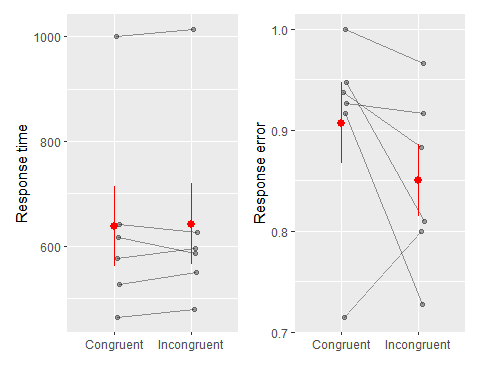 Response time
1000
800
600
Congruent
Incongruent
Response error
1.0
0.9
0.8
0.7
Congruent
Incongruent